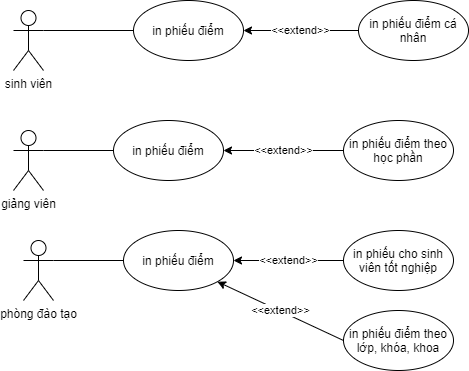 in phiếu điểm
<<extend>>
in phiếu điểm cá
nhân
sinh viên
in phiếu điểm
<<extend>>
in phiếu điểm theo
học phần
giảng viên
in phiếu điểm
<<extend>>
in phiếu cho sinh
viên tốt nghiệp
phòng đào tạo
<<extend>>
in phiếu điểm theo
lớp, khóa, khoa